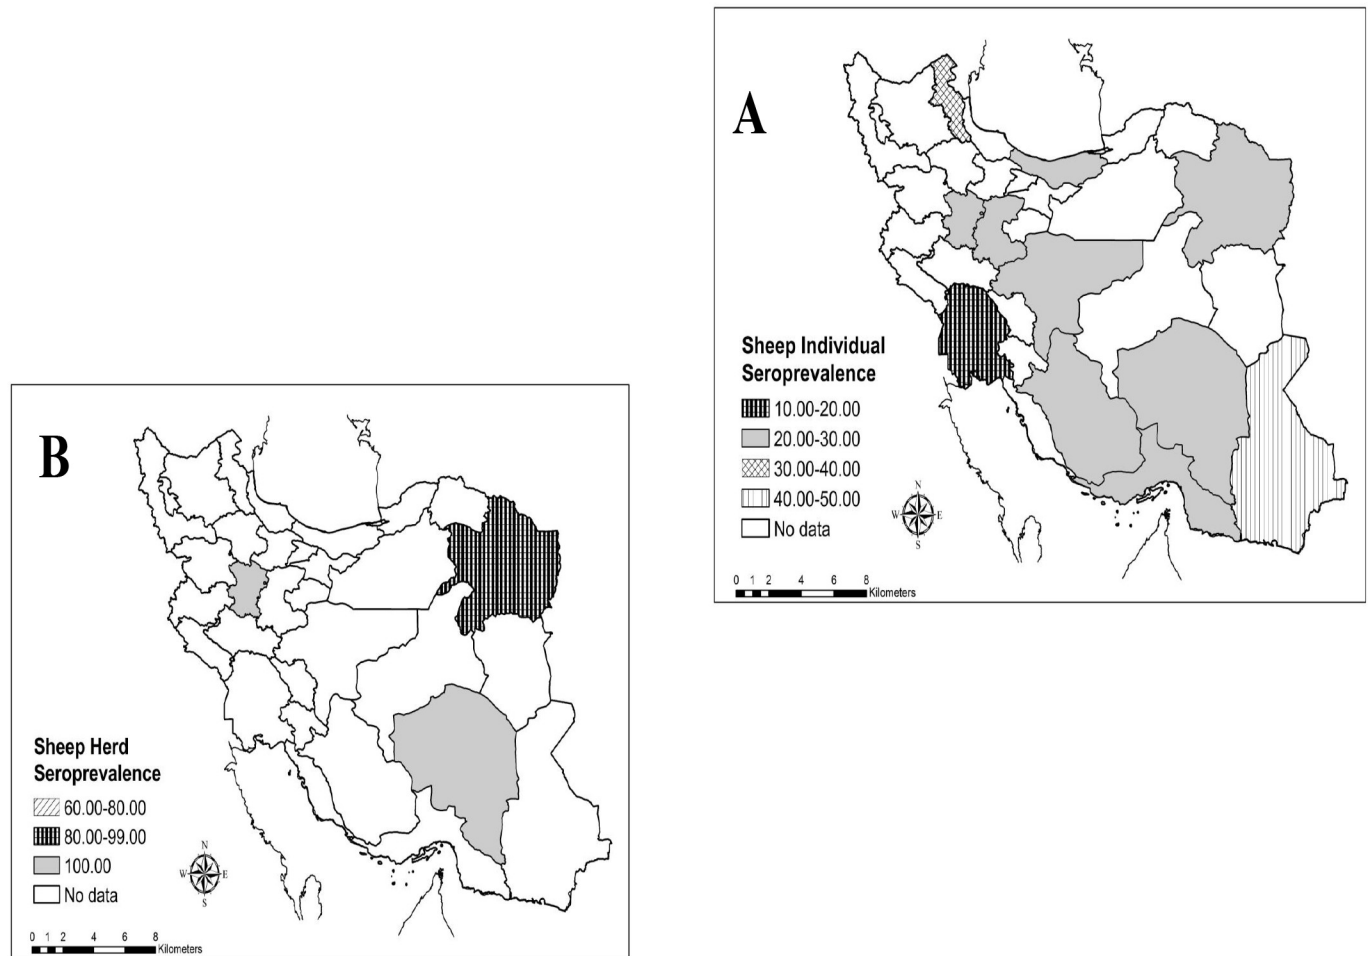 A
Sheep Individual
Seroprevalence
10.00-20.00
20.00-30.00
30.00-40.00
40.00-50.00
No data
N
W E
S
0 1 2 4 6 8
Kilometers
B
Sheep Herd
Seroprevalence
60.00-80.00
80.00-99.00
100.00
No data
N
W E
S
0 1 2 4 6 8
Kilometers